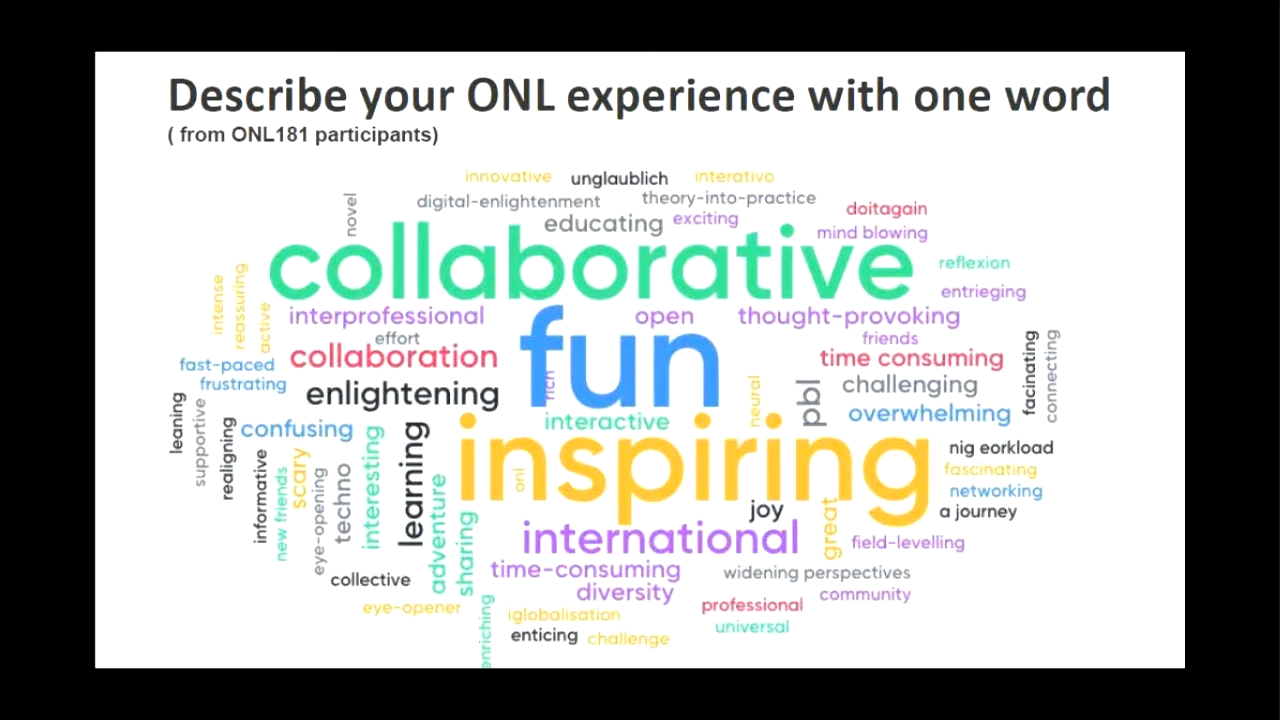 Describe your ONL experience with one word
( from ONL181 participants)
innovative unglaublich interativo
digital-enlightenment theory-into-practice
novel educating exciting doitagain
mind blowing
collaborative
reflexion
intense reassuring active
interprofessional open thought-provoking entrieging
effort friends
fast-paced collaboration fun time consuming
frustrating enlightening rich neural pbl challenging facinating connecting
interactive overwhelming
leaning supportive realigning confusing
inspiring
onl
nig eorkload
fascinating
networking
a journey
informative new friends scary eye-opening techno interesting learning adventure sharing
joy great
international field-levelling
time-consuming widening perspectives
collective diversity community
eye-opener iglobalisation professional
enriching enticing challenge universal